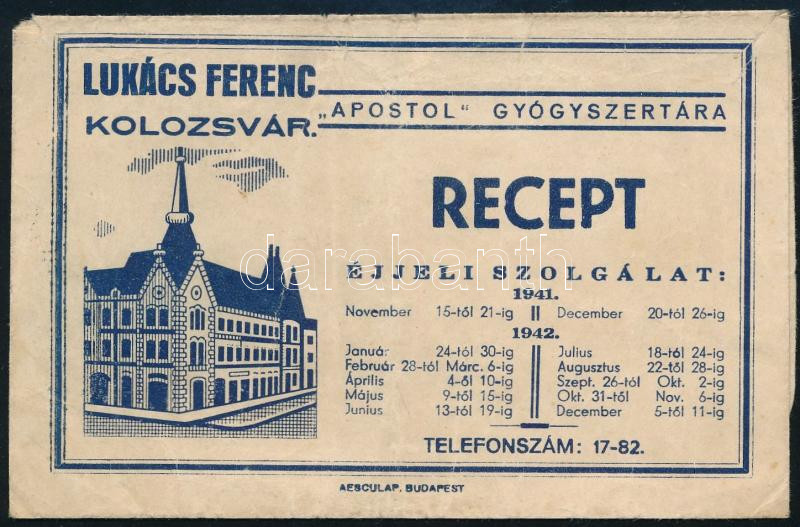 LUKÁCS FERENC
„APOSTOL" GYÓGYSZERTÁRA
KOLOZSVÁR.
RECEPT
ÉJJELI SZOLGÁLAT:
1941.
November 15-től 21-ig || December 20-tól 26-ig
1942.
Január 24-tól 30-ig Julius 18-tól 24-ig
Február 28-tól Márc. 6-ig Augusztus 22-től 28-ig
Április 4-ől 10-ig Szept. 26-tól Okt. 2-ig
Május 9-től 15-ig Okt. 31-től Nov. 6-ig
Junius 13-tól 19-ig December 5-től 11-ig
TELEFONSZÁM: 17-82.
AESCULAP. BUDAPEST
darabanth